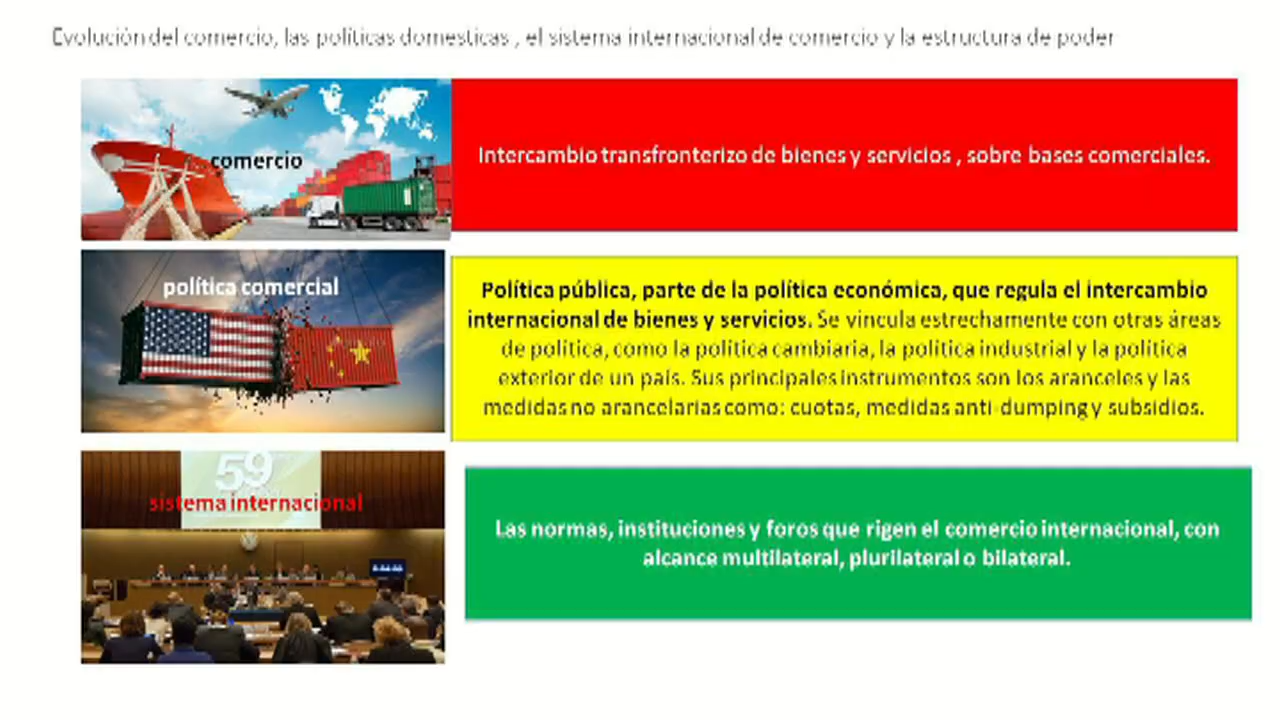 Evolución del comercio, las políticas domesticas , el sistema internacional de comercio y la estructura de poder
comercio
Intercambio transfronterizo de bienes y servicios , sobre bases comerciales.
política comercial
Política pública, parte de la política económica, que regula el intercambio
internacional de bienes y servicios. Se vincula estrechamente con otras áreas
de política, como la política cambiaria, la política industrial y la política
exterior de un país. Sus principales instrumentos son los aranceles y las
medidas no arancelarias como: cuotas, medidas anti-dumping y subsidios.
59
sistema internacional
Las normas, instituciones y foros que rigen el comercio internacional, con
alcance multilateral, plurilateral o bilateral.